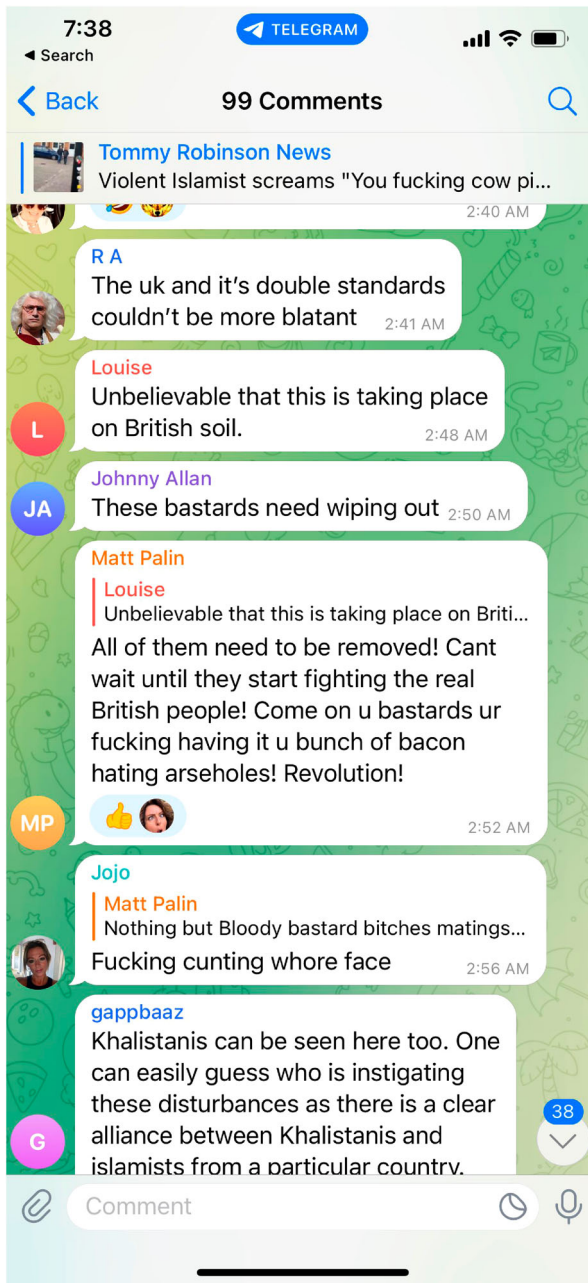 7:38
TELEGRAM
Search
Back
99 Comments
Tommy Robinson News
Violent Islamist screams "You fucking cow pi...
2:40 AM
R A
The uk and it's double standards
couldn't be more blatant 2:41 AM
Louise
Unbelievable that this is taking place
on British soil. 2:48 AM
L
Johnny Allan
These bastards need wiping out 2:50 AM
JA
Matt Palin
Louise
Unbelievable that this is taking place on Briti...
All of them need to be removed! Cant
wait until they start fighting the real
British people! Come on u bastards ur
fucking having it u bunch of bacon
hating arseholes! Revolution!
MP
2:52 AM
Jojo
Matt Palin
Nothing but Bloody bastard bitches matings...
Fucking cunting whore face 2:56 AM
gappbaaz
Khalistanis can be seen here too. One
can easily guess who is instigating
these disturbances as there is a clear
alliance between Khalistanis and
islamists from a particular country.
G
38
Comment